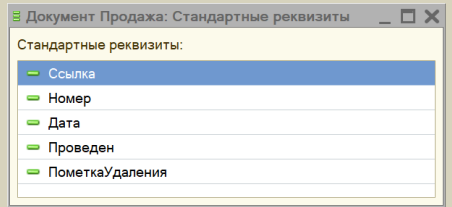 Документ Продажа: Стандартные реквизиты
Стандартные реквизиты:
Ссылка
Номер
Дата
Проведен
ПометкаУдаления